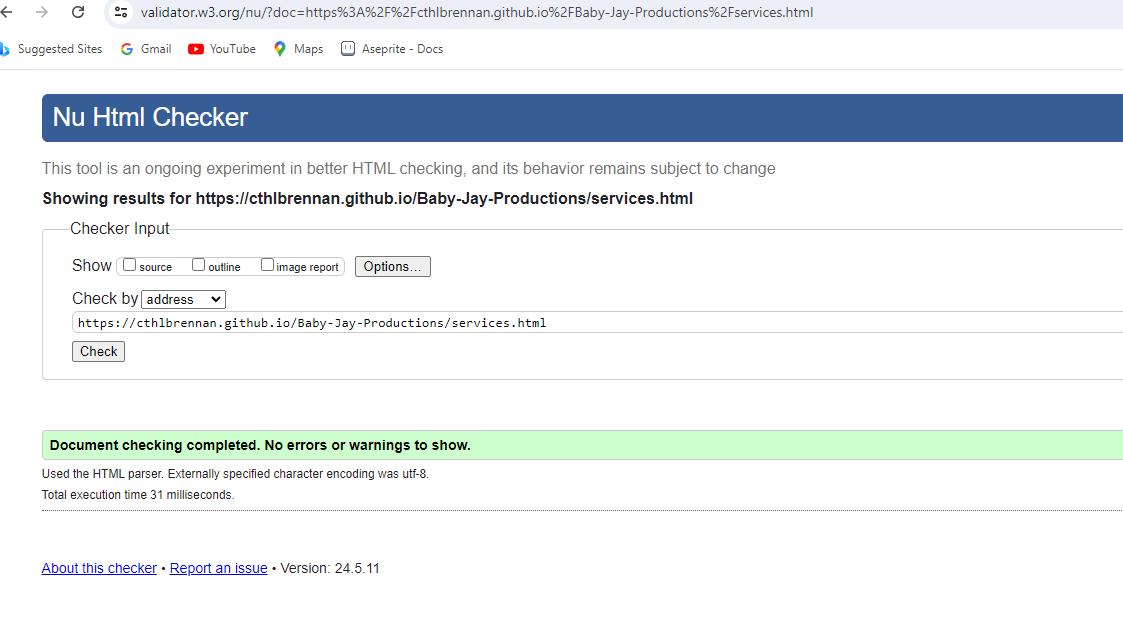 validator.w3.org/nu/?doc=https%3A%2F%2Fcthlbrennan.github.io%2FBaby-Jay-Productions%2Fservices.html
Suggested Sites Gmail YouTube Maps Aseprite - Docs
Nu Html Checker
This tool is an ongoing experiment in better HTML checking, and its behavior remains subject to change
Showing results for https://cthlbrennan.github.io/Baby-Jay-Productions/services.html
Checker Input
Show source outline image report Options...
Check by address
https://cthlbrennan.github.io/Baby-Jay-Productions/services.html
Check
Document checking completed. No errors or warnings to show.
Used the HTML parser. Externally specified character encoding was utf-8.
Total execution time 31 milliseconds.
About this checker • Report an issue • Version: 24.5.11